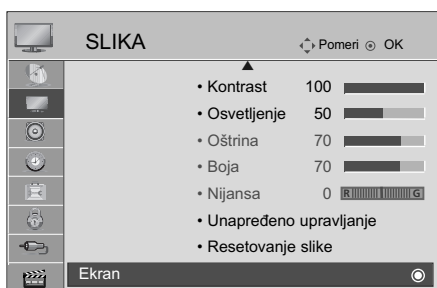 SLIKA Pomeri OK
• Kontrast 100
• Osvetljenje 50
• Oštrina 70
• Boja 70
• Nijansa 0 R G
• Unapređeno upravljanje
• Resetovanje slike
Ekran